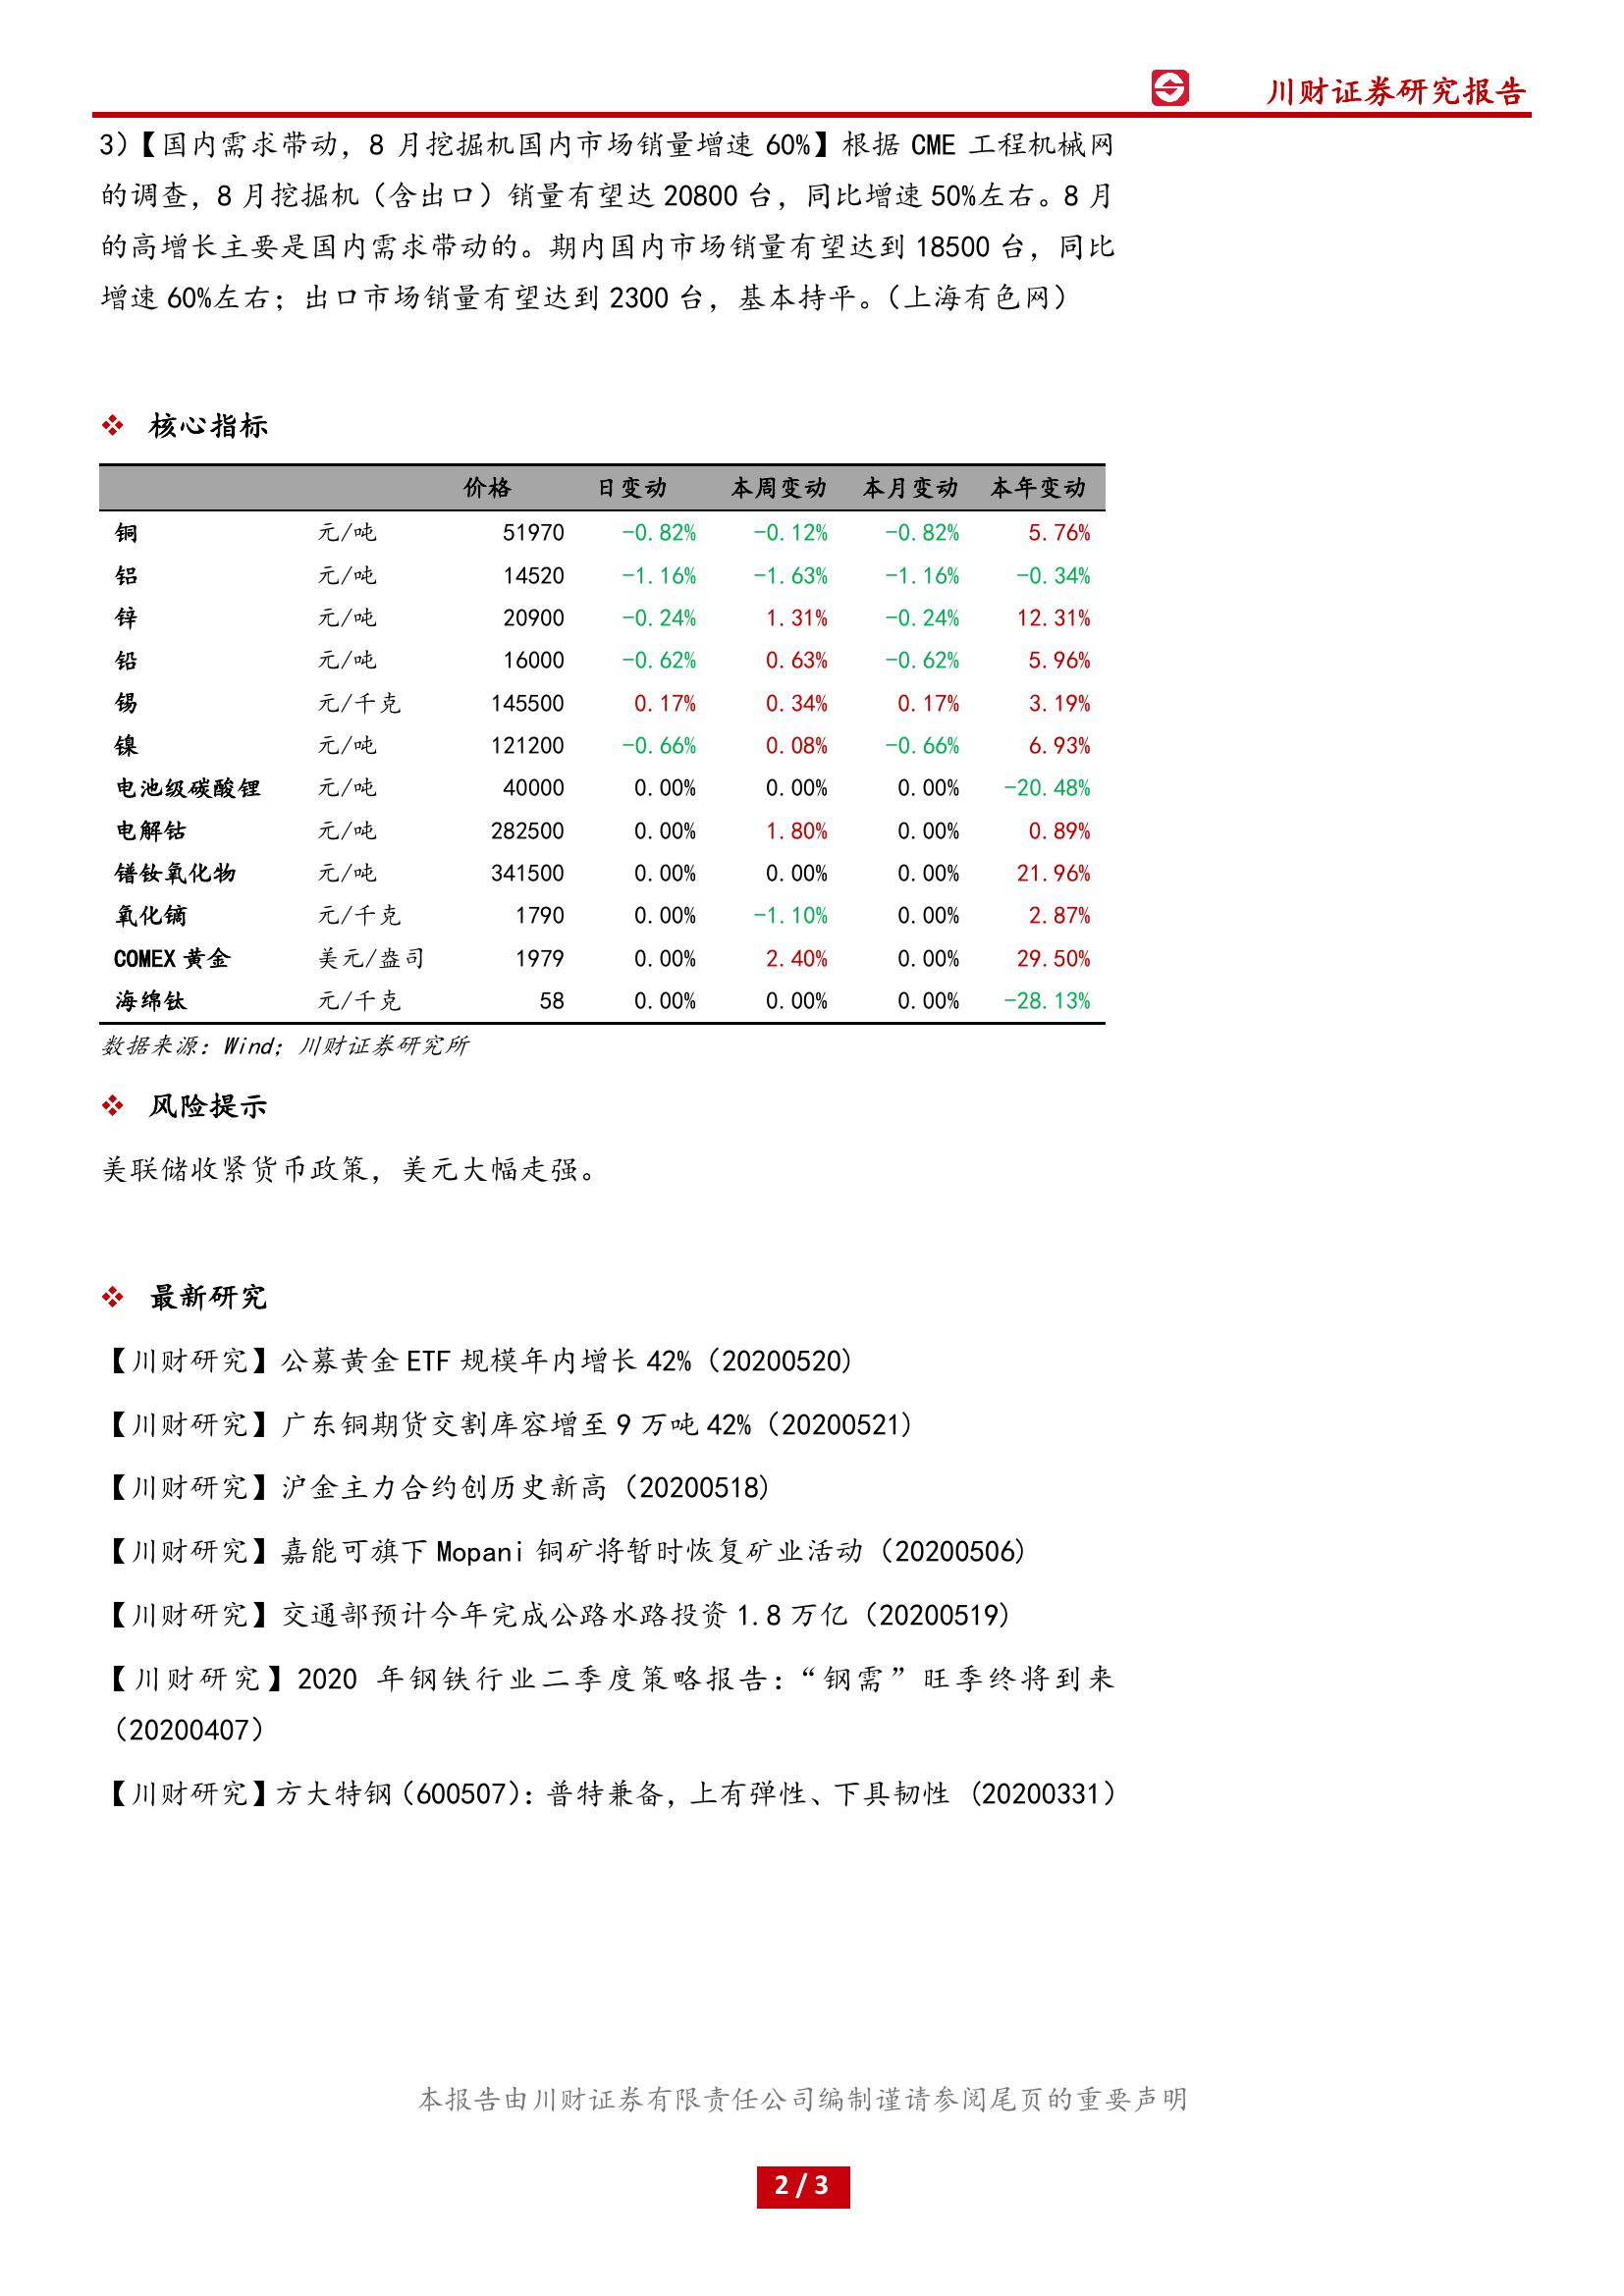 川财证券研究报告
3）【国内需求带动，8 月挖掘机国内市场销量增速 60%】根据 CME 工程机械网
的调查，8 月挖掘机（含出口）销量有望达 20800 台，同比增速 50%左右。8 月
的高增长主要是国内需求带动的。期内国内市场销量有望达到 18500 台，同比
增速 60%左右；出口市场销量有望达到 2300 台，基本持平。（上海有色网）
核心指标
价格 日变动 本周变动 本月变动 本年变动
铜 元/吨 51970 -0.82% -0.12% -0.82% 5.76%
铝 元/吨 14520 -1.16% -1.63% -1.16% -0.34%
锌 元/吨 20900 -0.24% 1.31% -0.24% 12.31%
铅 元/吨 16000 -0.62% 0.63% -0.62% 5.96%
锡 元/千克 145500 0.17% 0.34% 0.17% 3.19%
镍 元/吨 121200 -0.66% 0.08% -0.66% 6.93%
电池级碳酸锂 元/吨 40000 0.00% 0.00% 0.00% -20.48%
电解钴 元/吨 282500 0.00% 1.80% 0.00% 0.89%
镨钕氧化物 元/吨 341500 0.00% 0.00% 0.00% 21.96%
氧化镝 元/千克 1790 0.00% -1.10% 0.00% 2.87%
COMEX 黄金 美元/盎司 1979 0.00% 2.40% 0.00% 29.50%
海绵钛 元/千克 58 0.00% 0.00% 0.00% -28.13%
数据来源：Wind；川财证券研究所
风险提示
美联储收紧货币政策，美元大幅走强。
最新研究
【川财研究】公募黄金 ETF 规模年内增长 42%（20200520）
【川财研究】广东铜期货交割库容增至 9 万吨 42%（20200521）
【川财研究】沪金主力合约创历史新高（20200518）
【川财研究】嘉能可旗下 Mopani 铜矿将暂时恢复矿业活动（20200506）
【川财研究】交通部预计今年完成公路水路投资 1.8 万亿（20200519）
【川财研究】2020 年钢铁行业二季度策略报告：“钢需”旺季终将到来
（20200407）
【川财研究】方大特钢（600507）：普特兼备，上有弹性、下具韧性 （20200331）
本报告由川财证券有限责任公司编制谨请参阅尾页的重要声明
2 / 3